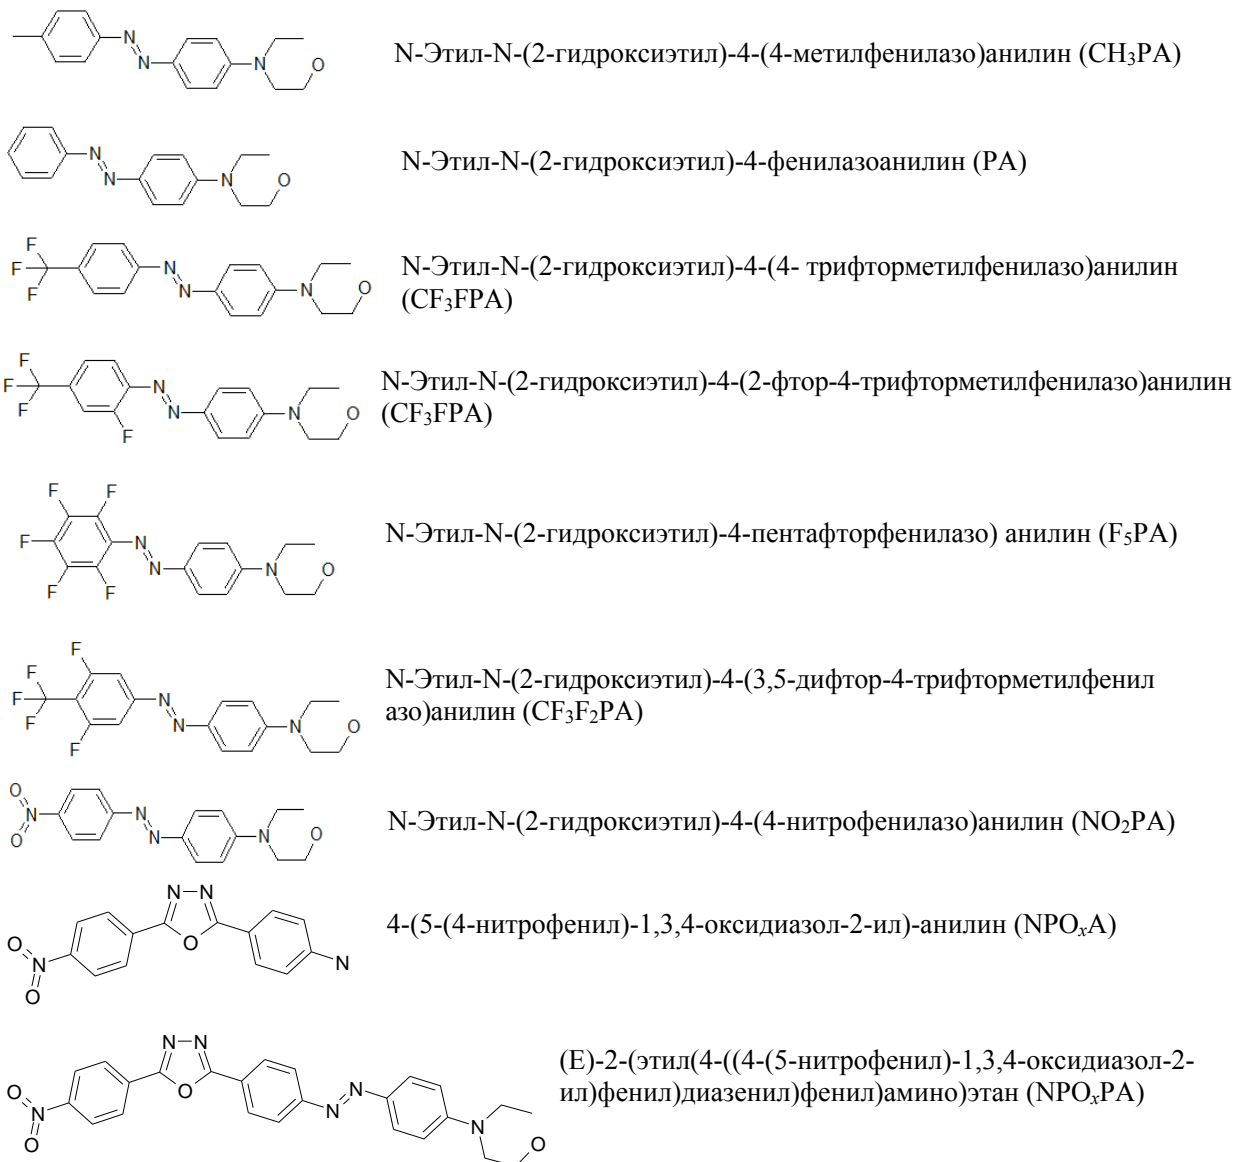 N-Этил-N-(2-гидроксиэтил)-4-(4-метилфенилазо)анилин (CH₃PA)
N
N
N
O
N-Этил-N-(2-гидроксиэтил)-4-фенилазоанилин (PA)
N
N
N
O
N-Этил-N-(2-гидроксиэтил)-4-(4- трифторметилфенилазо)анилин
(CF₃FPA)
F
F
F
N
N
N
O
N-Этил-N-(2-гидроксиэтил)-4-(2-фтор-4-трифторметилфенилазо)анилин
(CF₃FPA)
F
F
F
F
N
N
N
O
N-Этил-N-(2-гидроксиэтил)-4-пентафторфенилазо) анилин (F₅PA)
F
F
F
F
F
N
N
N
O
N-Этил-N-(2-гидроксиэтил)-4-(3,5-дифтор-4-трифторметилфенил
азо)анилин (CF₃F₂PA)
F
F
F
F
F
N
N
N
O
N-Этил-N-(2-гидроксиэтил)-4-(4-нитрофенилазо)анилин (NO₂PA)
O
N
O
N
N
N
O
4-(5-(4-нитрофенил)-1,3,4-оксидиазол-2-ил)-анилин (NPOₓA)
N N
O
O
N
O
N
(E)-2-(этил(4-((4-(5-нитрофенил)-1,3,4-оксидиазол-2-
ил)фенил)диазенил)фенил)амино)этан (NPOₓPA)
N N
O
O
N
O
N
N
N
O